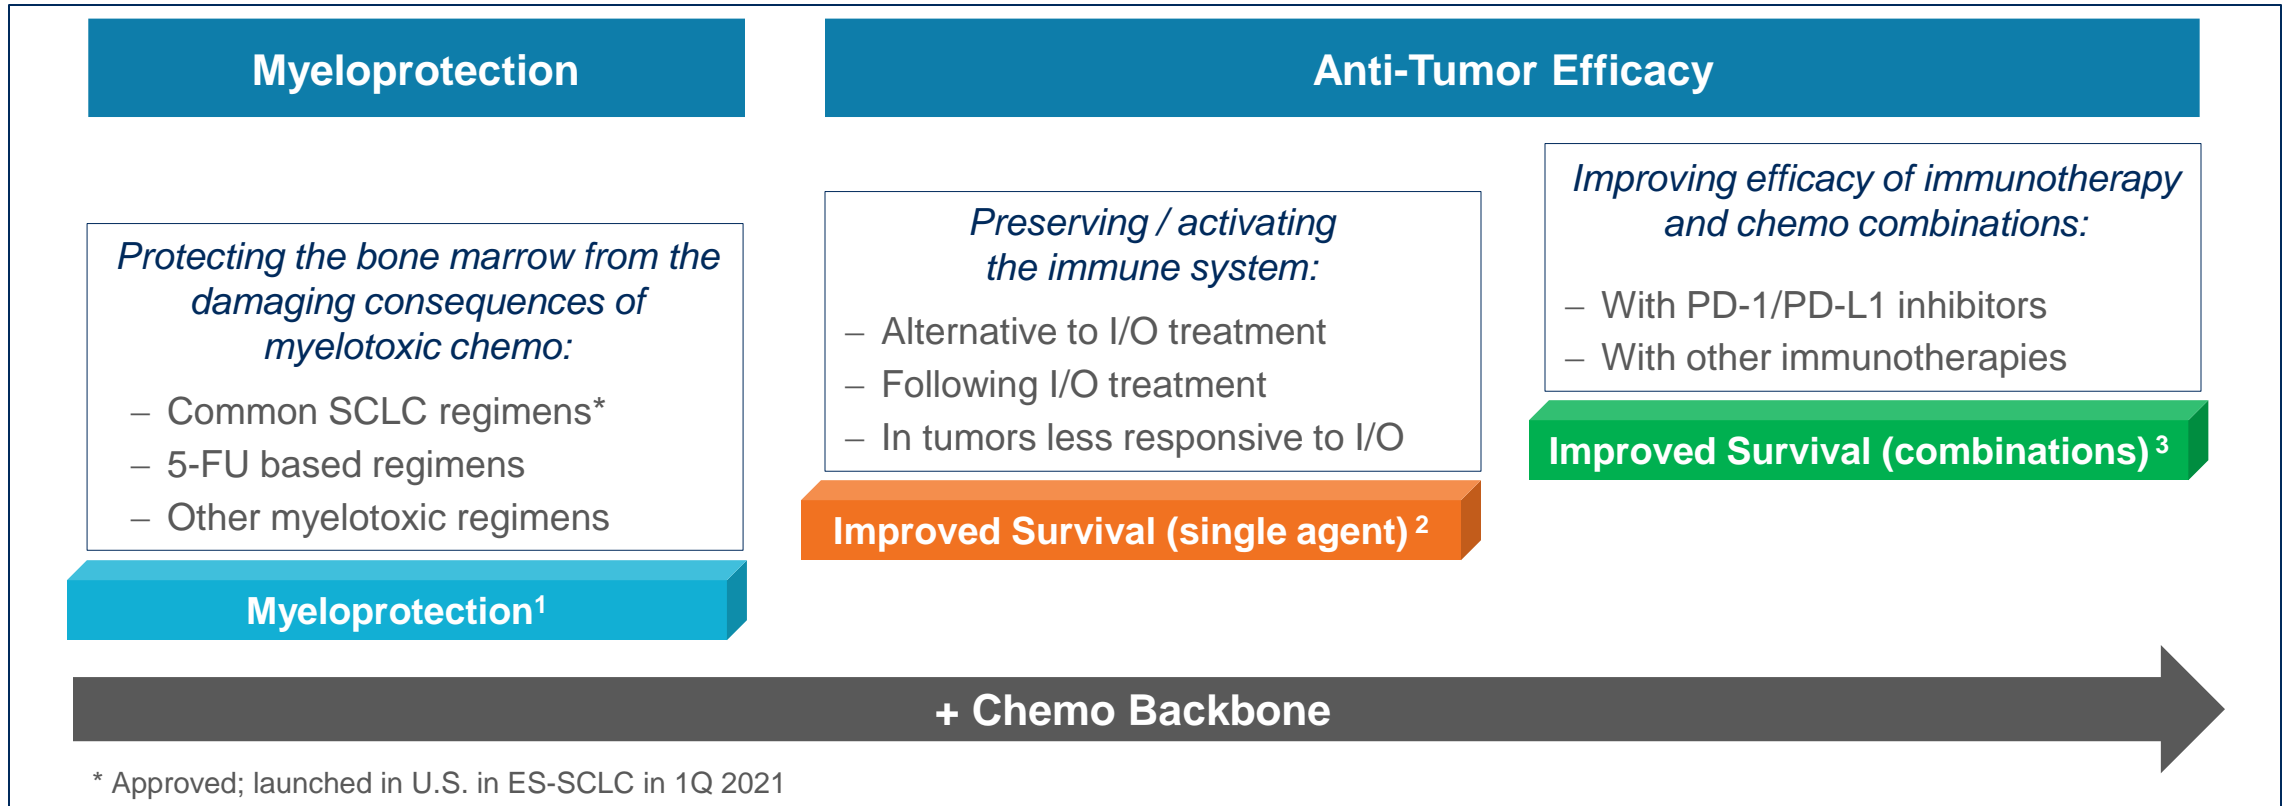 Myeloprotection
Protecting the bone marrow from the
damaging consequences of
myelotoxic chemo:
– Common SCLC regimens*
– 5-FU based regimens
– Other myelotoxic regimens
Myeloprotection1
Anti-Tumor Efficacy
Preserving / activating
the immune system:
– Alternative to I/O treatment
– Following I/O treatment
– In tumors less responsive to I/O
Improved Survival (single agent) 2
Improving efficacy of immunotherapy
and chemo combinations:
– With PD-1/PD-L1 inhibitors
– With other immunotherapies
Improved Survival (combinations) 3
+ Chemo Backbone
* Approved; launched in U.S. in ES-SCLC in 1Q 2021